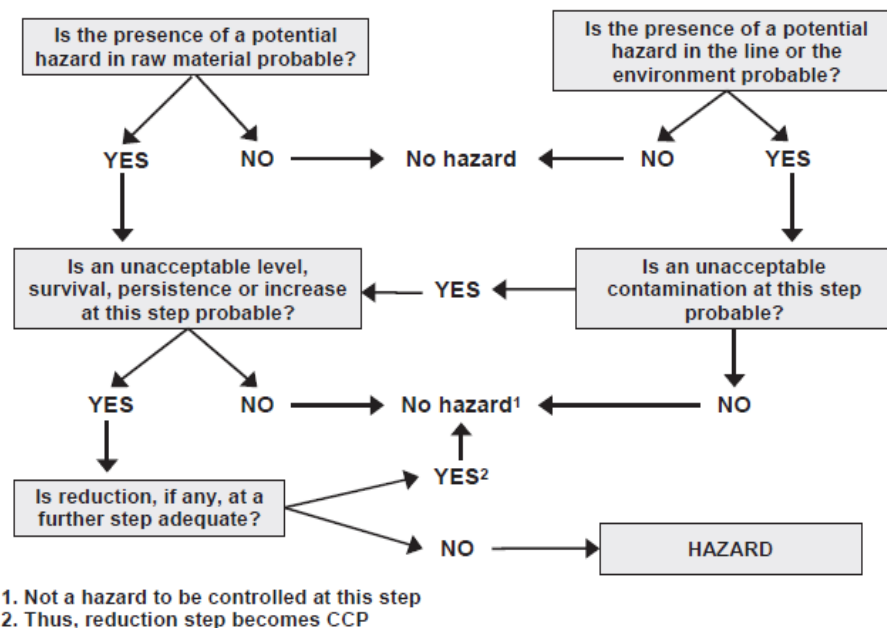 Is the presence of a potential
hazard in raw material probable?
Is the presence of a potential
hazard in the line or the
environment probable?
YES
NO
No hazard
NO
YES
Is an unacceptable level,
survival, persistence or increase
at this step probable?
YES
Is an unacceptable
contamination at this step
probable?
YES
NO
No hazard¹
NO
Is reduction, if any, at a
further step adequate?
YES²
NO
HAZARD
1. Not a hazard to be controlled at this step
2. Thus, reduction step becomes CCP